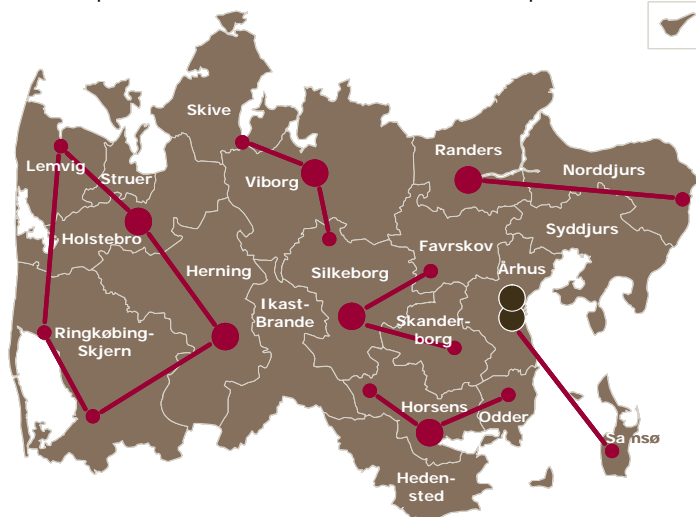 Skive
Randers
Lemvig
Struer
Viborg
Norddjurs
Syddjurs
Holstebro
Favrskov
Herning
Silkeborg
Århus
Ikast-
Brande
Ringkøbing-
Skjern
Skander-
borg
Horsens
Odder
Samsø
Heden-
sted